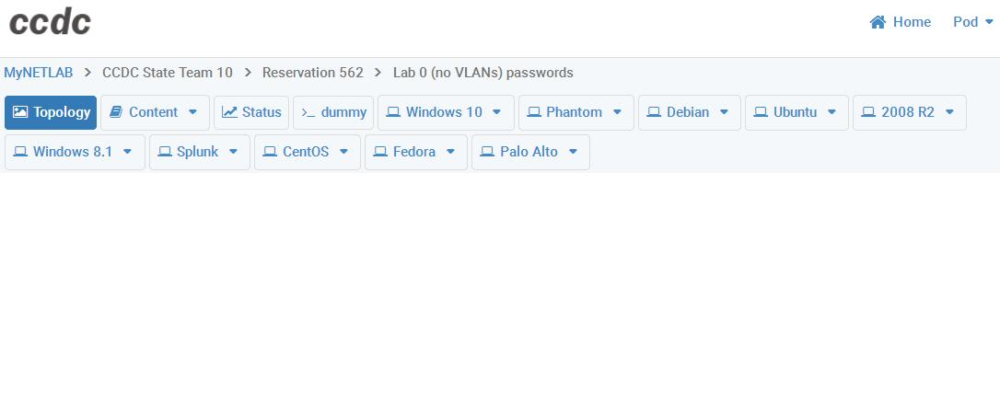 ccdc
Home Pod
MyNETLAB > CCDC State Team 10 > Reservation 562 > Lab 0 (no VLANs) passwords
Topology Content Status >_ dummy Windows 10 Phantom Debian Ubuntu 2008 R2
Windows 8.1 Splunk CentOS Fedora Palo Alto